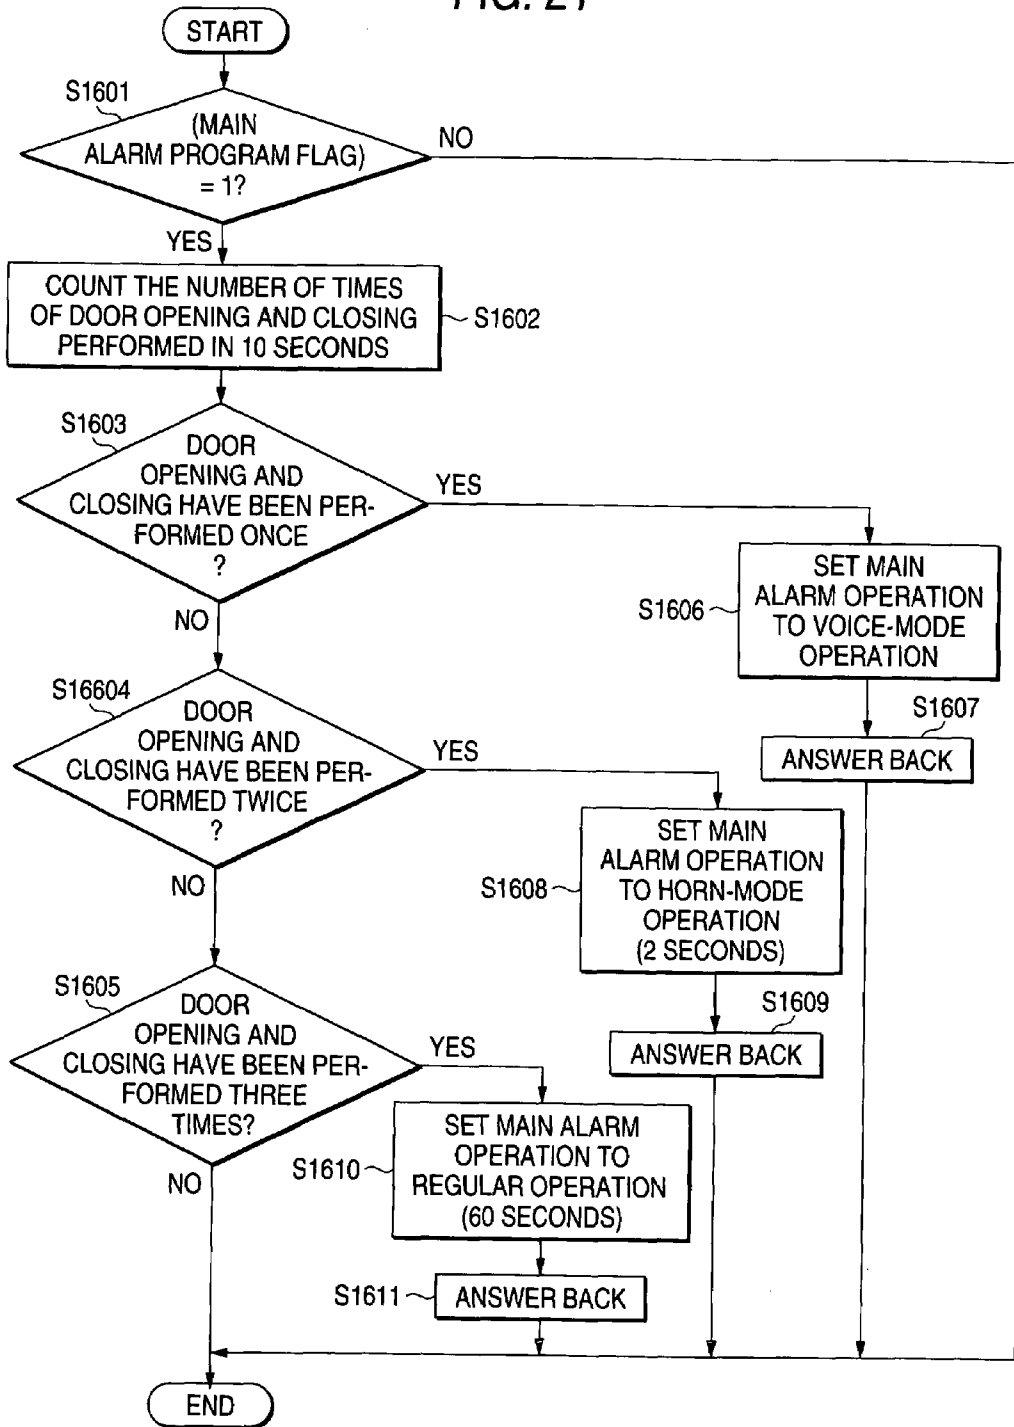 FIG. 21
START
S1601
(MAIN
ALARM PROGRAM FLAG)
= 1?
NO
YES
COUNT THE NUMBER OF TIMES
OF DOOR OPENING AND CLOSING
PERFORMED IN 10 SECONDS
S1602
S1603
DOOR
OPENING AND
CLOSING HAVE BEEN PER-
FORMED ONCE
?
YES
NO
SET MAIN
ALARM OPERATION
TO VOICE-MODE
OPERATION
S1606
S1607
ANSWER BACK
S16604
DOOR
OPENING AND
CLOSING HAVE BEEN PER-
FORMED TWICE
?
YES
NO
SET MAIN
ALARM OPERATION
TO HORN-MODE
OPERATION
(2 SECONDS)
S1608
S1609
ANSWER BACK
S1605
DOOR
OPENING AND
CLOSING HAVE BEEN PER-
FORMED THREE
TIMES?
YES
NO
SET MAIN ALARM
OPERATION TO
REGULAR OPERATION
(60 SECONDS)
S1610
S1611
ANSWER BACK
END